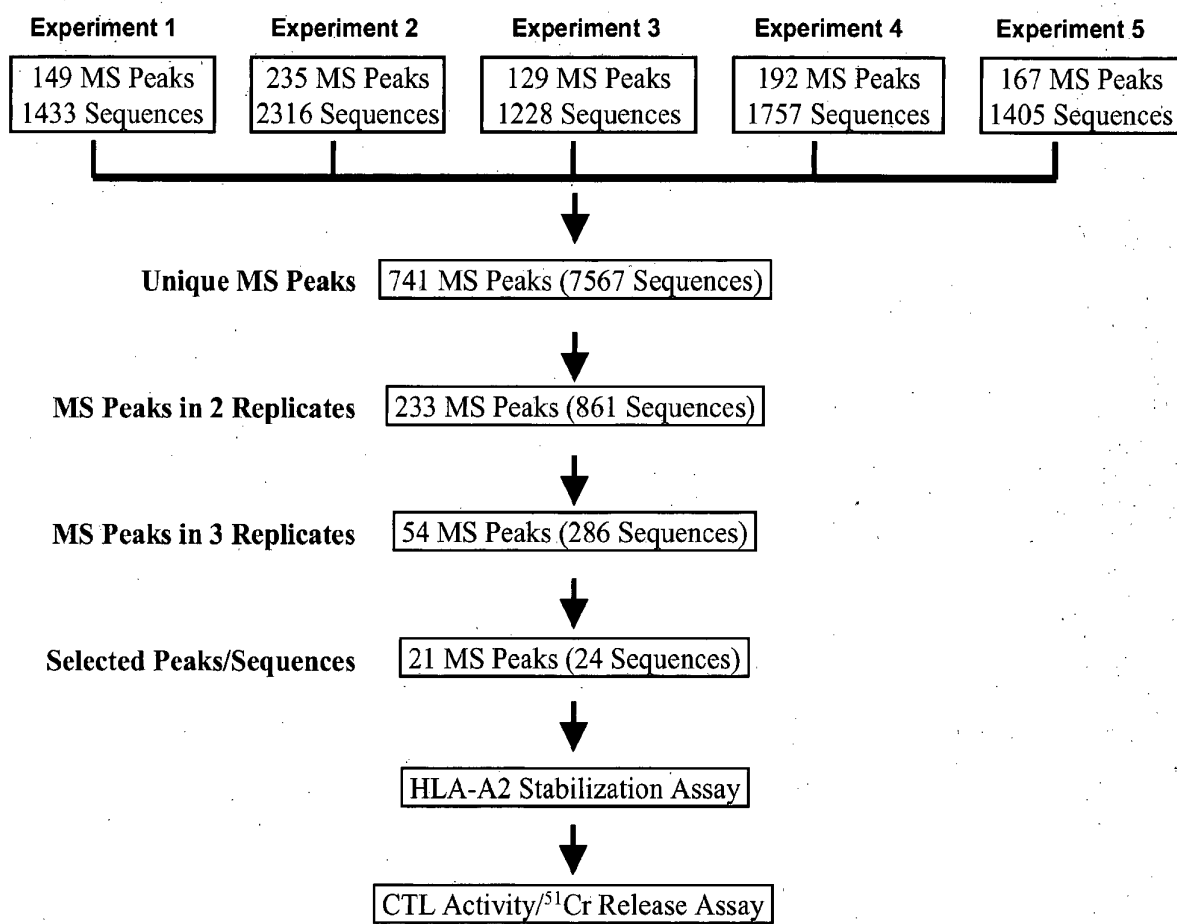 Experiment 1 Experiment 2 Experiment 3 Experiment 4 Experiment 5
149 MS Peaks 235 MS Peaks 129 MS Peaks 192 MS Peaks 167 MS Peaks
1433 Sequences 2316 Sequences 1228 Sequences 1757 Sequences 1405 Sequences
Unique MS Peaks 741 MS Peaks (7567 Sequences)
MS Peaks in 2 Replicates 233 MS Peaks (861 Sequences)
MS Peaks in 3 Replicates 54 MS Peaks (286 Sequences)
Selected Peaks/Sequences 21 MS Peaks (24 Sequences)
HLA-A2 Stabilization Assay
CTL Activity/⁵¹Cr Release Assay